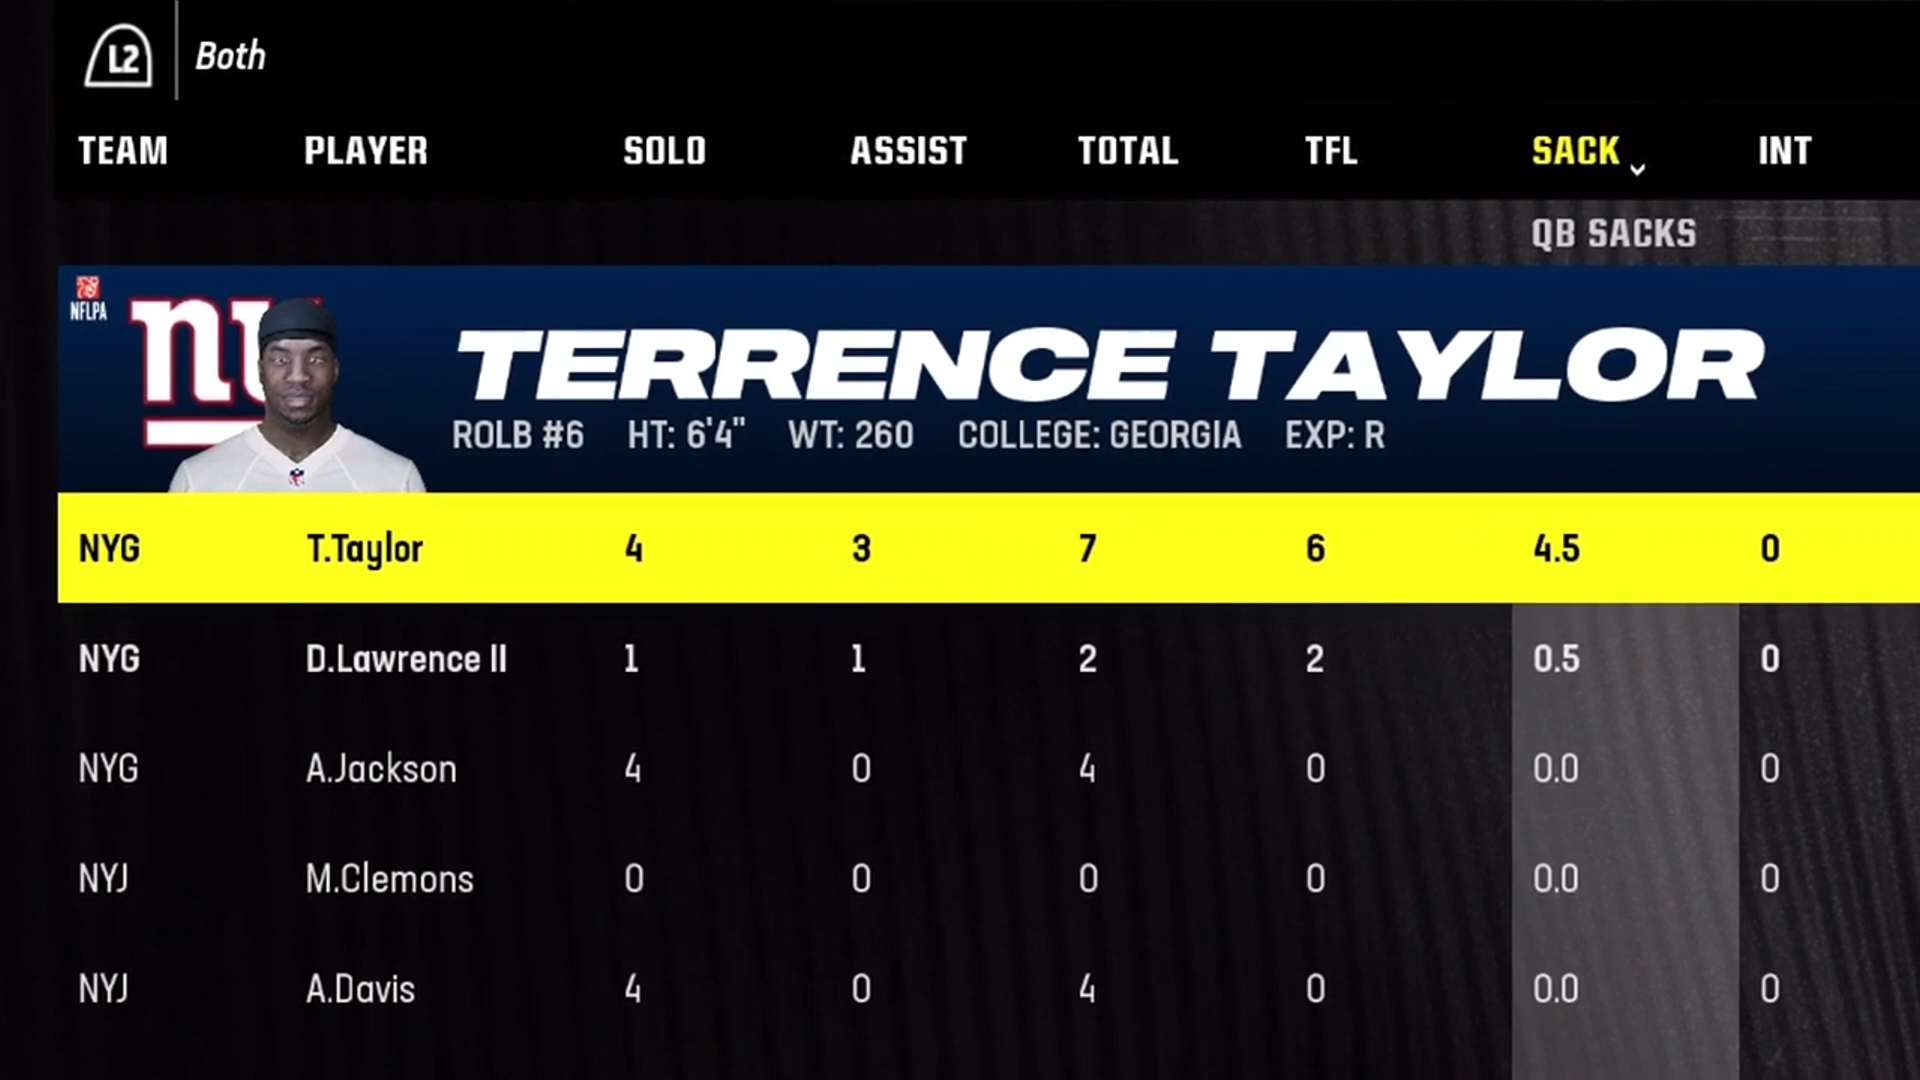 L2 Both
TEAM PLAYER SOLO ASSIST TOTAL TFL SACK INT
QB SACKS
NFLPA
ny
TERRENCE TAYLOR
ROLB #6 HT: 6'4" WT: 260 COLLEGE: GEORGIA EXP: R
NYG T.Taylor 4 3 7 6 4.5 0
NYG D.Lawrence II 1 1 2 2 0.5 0
NYG A.Jackson 4 0 4 0 0.0 0
NYJ M.Clemons 0 0 0 0 0.0 0
NYJ A.Davis 4 0 4 0 0.0 0